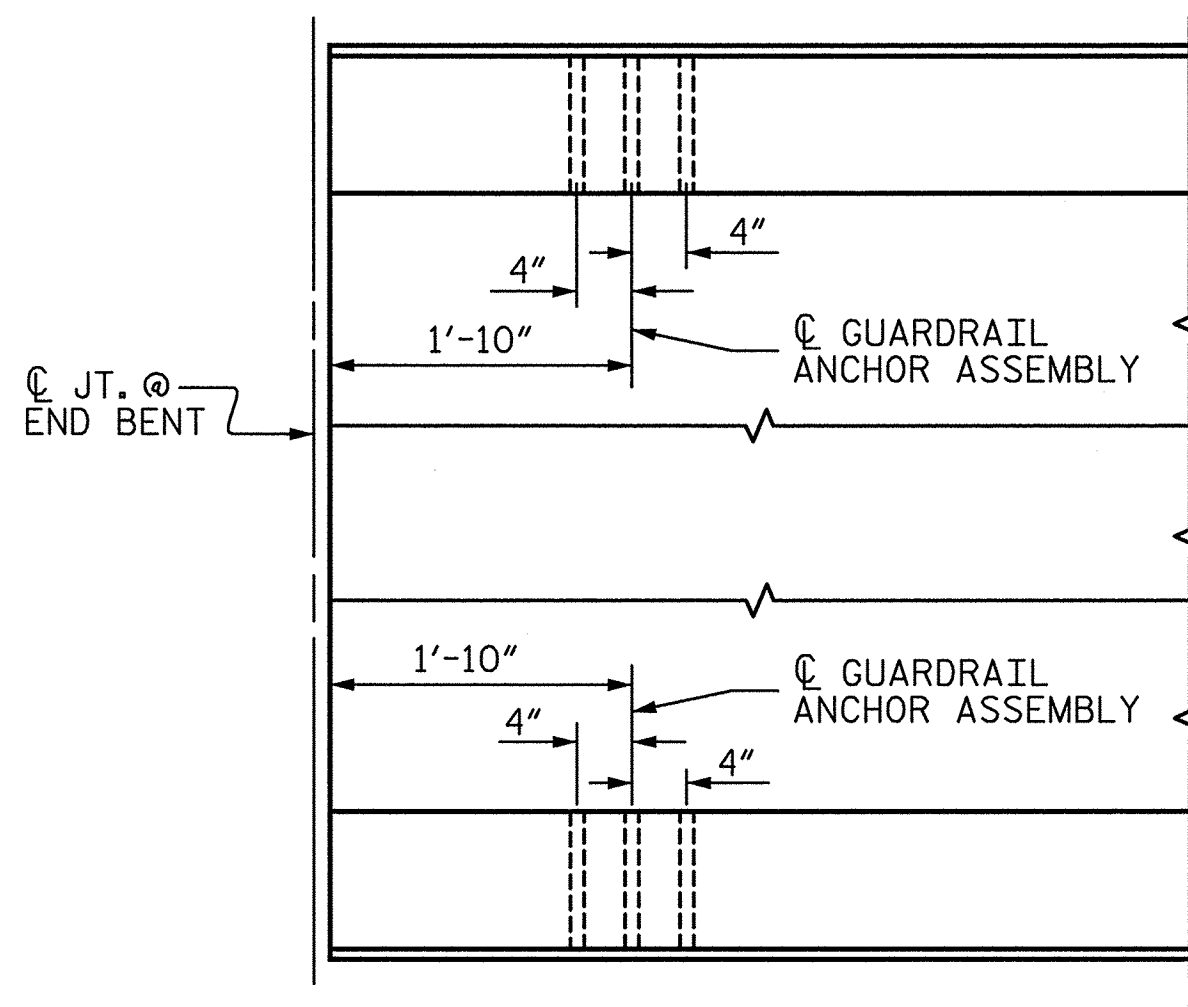 4"
4"
1'-10"
℄ GUARDRAIL
ANCHOR ASSEMBLY
℄ JT. @
END BENT
1'-10"
℄ GUARDRAIL
ANCHOR ASSEMBLY
4"
4"